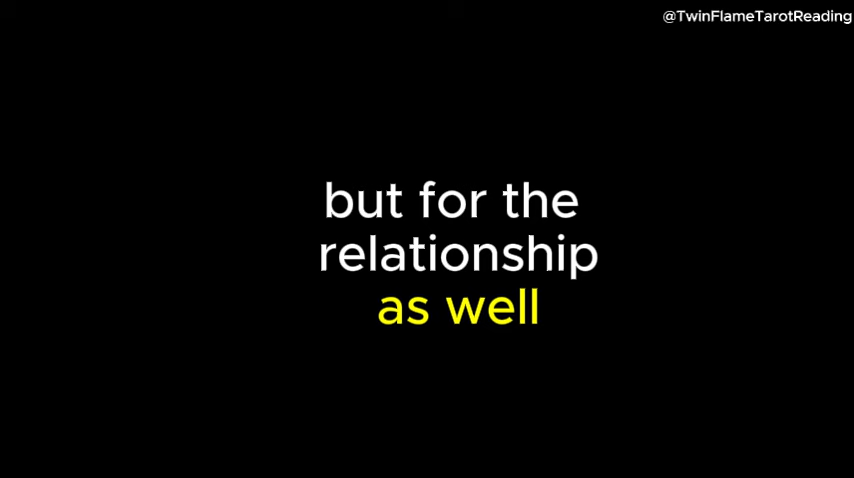 @TwinFlameTarotReading
but for the
relationship
as well